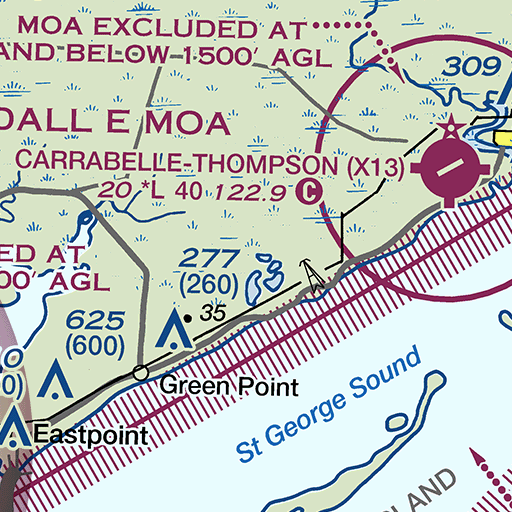 MOA EXCLUDED AT
AND BELOW 1500' AGL
309
DALL E MOA
CARRABELLE-THOMPSON (X13)
20 *L 40 122.9 C
ED AT
00' AGL
277
(260)
35
625
(600)
0)
Green Point
Eastpoint
St George Sound
LAND